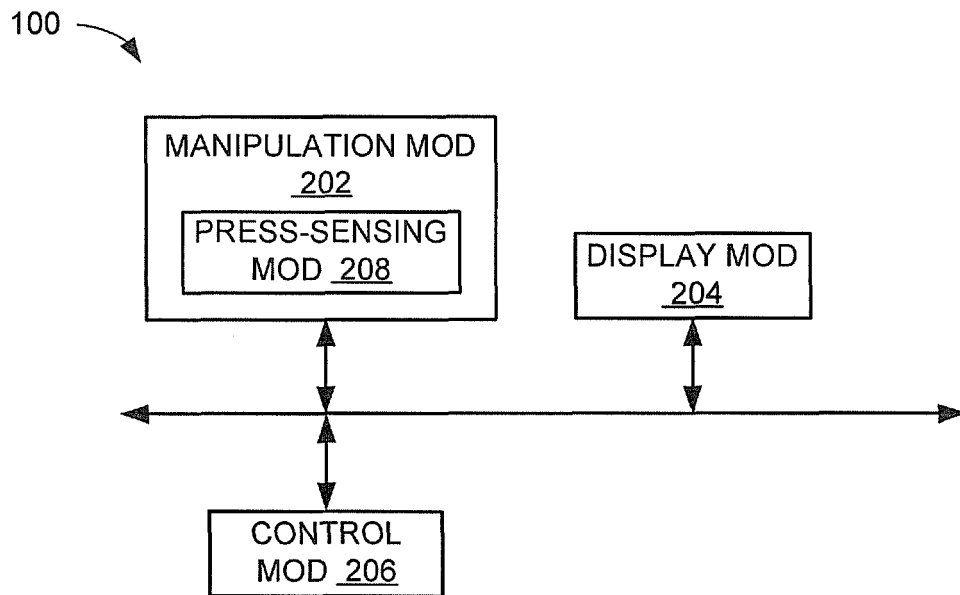 100
MANIPULATION MOD
202
PRESS-SENSING
MOD 208
DISPLAY MOD
204
CONTROL
MOD 206